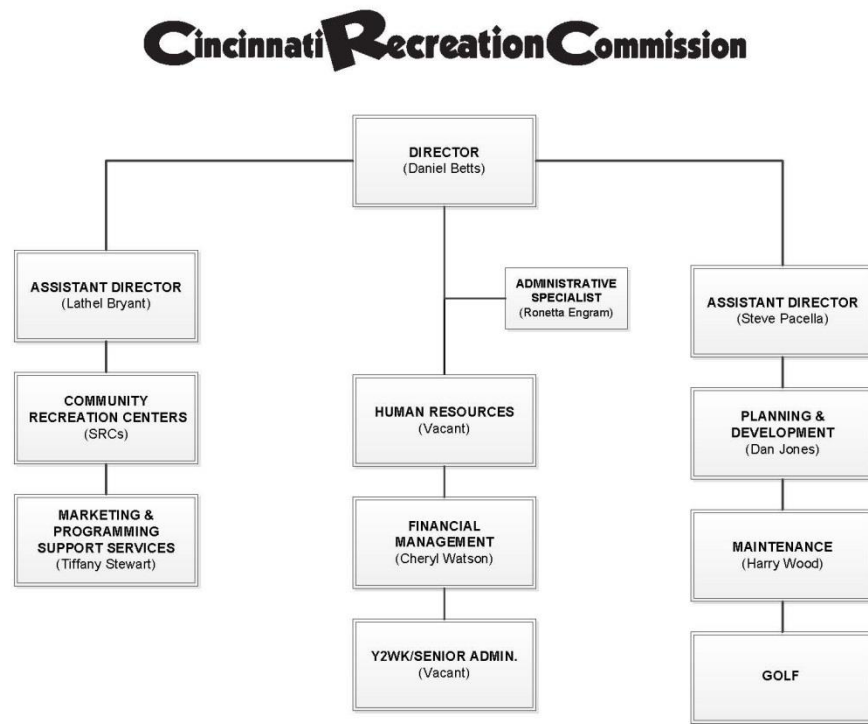 Cincinnati Recreation Commission
DIRECTOR
(Daniel Betts)
ASSISTANT DIRECTOR
(Lathel Bryant)
COMMUNITY
RECREATION CENTERS
(SRCs)
MARKETING &
PROGRAMMING
SUPPORT SERVICES
(Tiffany Stewart)
ADMINISTRATIVE
SPECIALIST
(Ronetta Engram)
HUMAN RESOURCES
(Vacant)
FINANCIAL
MANAGEMENT
(Cheryl Watson)
Y2WK/SENIOR ADMIN.
(Vacant)
ASSISTANT DIRECTOR
(Steve Pacella)
PLANNING &
DEVELOPMENT
(Dan Jones)
MAINTENANCE
(Harry Wood)
GOLF